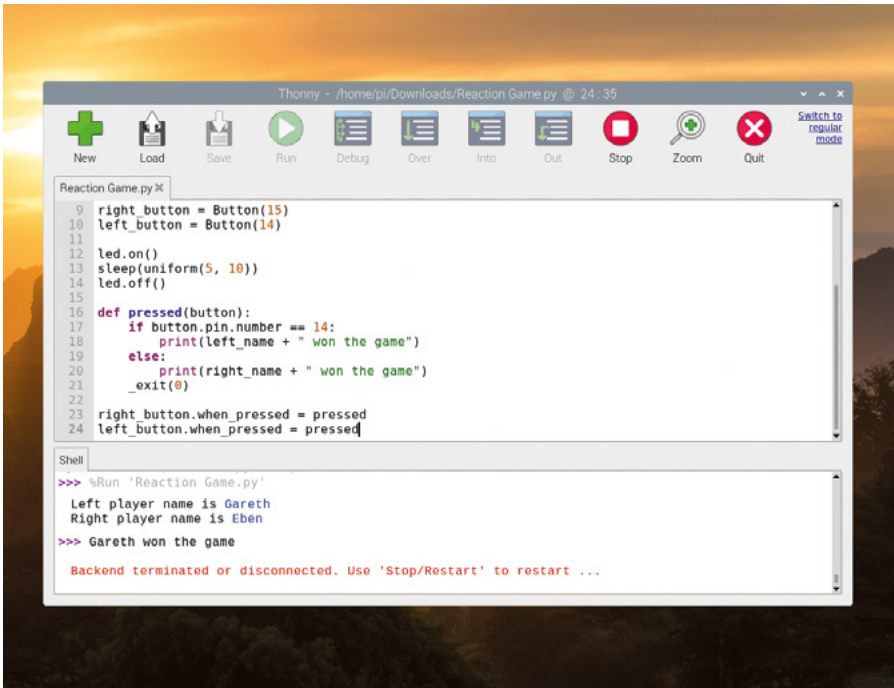 Thonny - /home/pi/Downloads/Reaction Game.py @ 24:35
New
Load
Save
Run
Debug
Over
Into
Out
Stop
Zoom
Quit
Switch to
regular
mode
Reaction Game.py
9 right_button = Button(15)
10 left_button = Button(14)
11
12 led.on()
13 sleep(uniform(5, 10))
14 led.off()
15
16 def pressed(button):
17     if button.pin.number == 14:
18         print(left_name + " won the game")
19     else:
20         print(right_name + " won the game")
21     _exit(0)
22
23 right_button.when_pressed = pressed
24 left_button.when_pressed = pressed
Shell
>>> %Run 'Reaction Game.py'
Left player name is Gareth
Right player name is Eben
>>> Gareth won the game
Backend terminated or disconnected. Use 'Stop/Restart' to restart ...